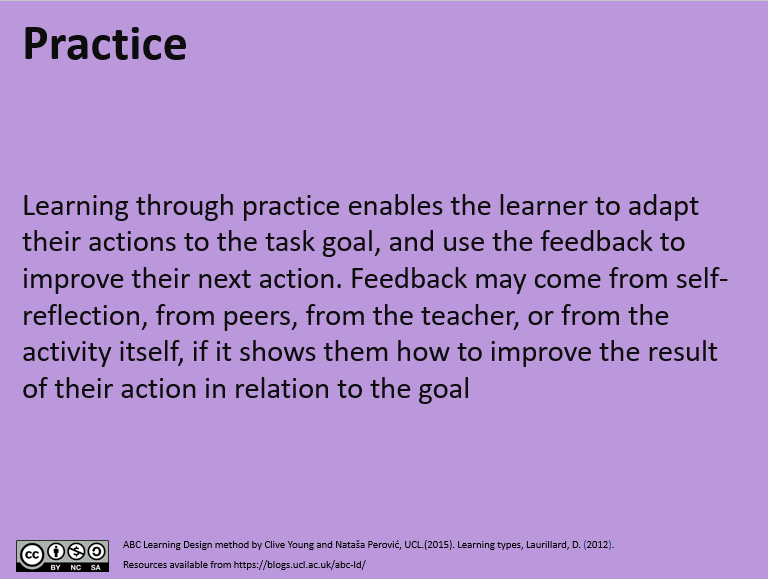 Practice
Learning through practice enables the learner to adapt
their actions to the task goal, and use the feedback to
improve their next action. Feedback may come from self-
reflection, from peers, from the teacher, or from the
activity itself, if it shows them how to improve the result
of their action in relation to the goal
cc
BY NC SA
ABC Learning Design method by Clive Young and Nataša Perović, UCL.(2015). Learning types, Laurillard, D. (2012).
Resources available from https://blogs.ucl.ac.uk/abc-ld/